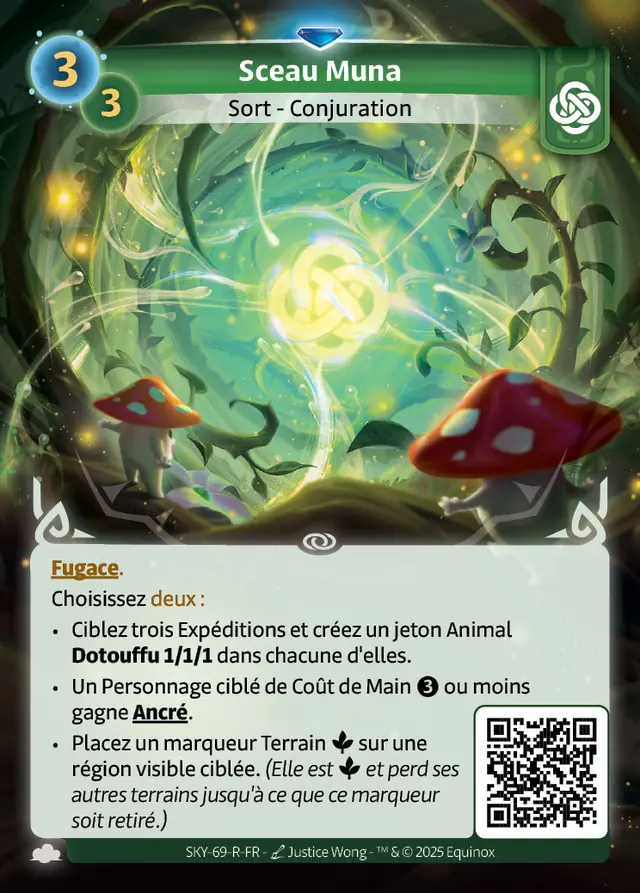 3
3
Sceau Muna
Sort - Conjuration
Fugace.
Choisissez deux :
• Ciblez trois Expéditions et créez un jeton Animal
Dotouffu 1/1/1 dans chacune d'elles.
• Un Personnage ciblé de Coût de Main 3 ou moins
gagne Ancré.
• Placez un marqueur Terrain sur une
région visible ciblée. (Elle est et perd ses
autres terrains jusqu'à ce que ce marqueur
soit retiré.)
SKY-69-R-FR - Justice Wong - ™ & © 2025 Equinox